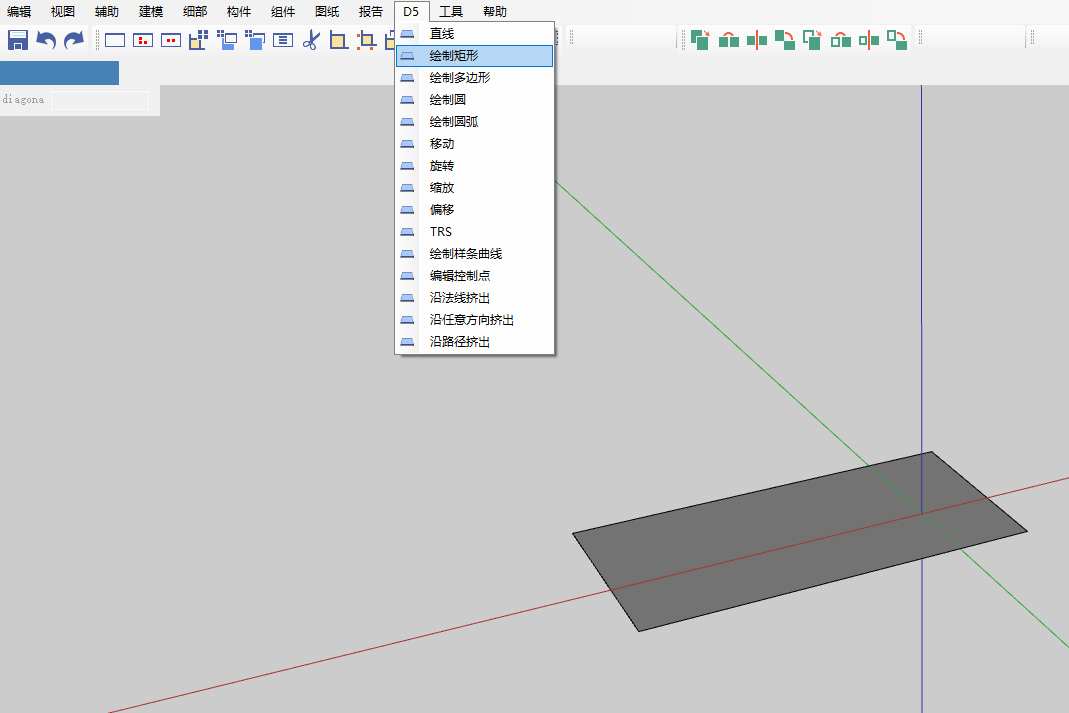 编辑 视图 辅助 建模 细部 构件 组件 图纸 报告 D5 工具 帮助
直线
绘制矩形
diagona
绘制多边形
绘制圆
绘制圆弧
移动
旋转
缩放
偏移
TRS
绘制样条曲线
编辑控制点
沿法线挤出
沿任意方向挤出
沿路径挤出